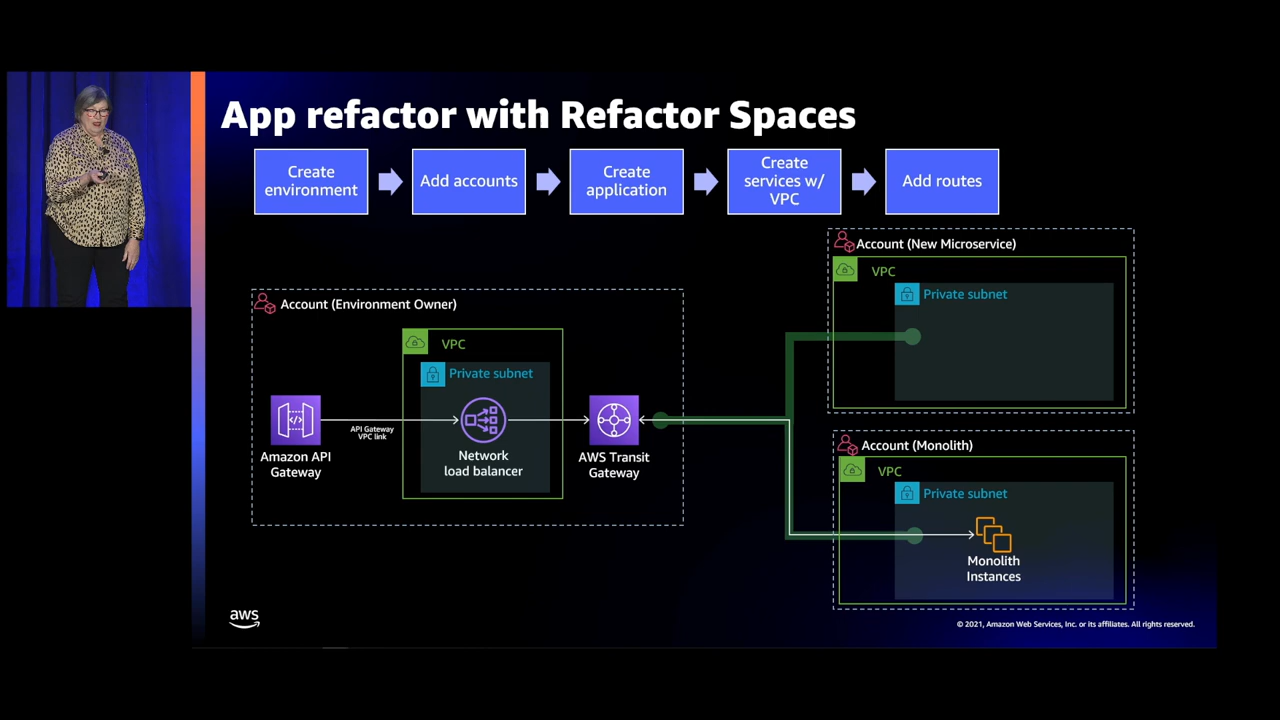 App refactor with Refactor Spaces
Create
environment
Add accounts
Create
application
Create
services w/
VPC
Add routes
Account (Environment Owner)
VPC
Private subnet
API Gateway
VPC link
Amazon API
Gateway
Network
load balancer
AWS Transit
Gateway
Account (New Microservice)
VPC
Private subnet
Account (Monolith)
VPC
Private subnet
Monolith
Instances
aws
© 2021, Amazon Web Services, Inc. or its affiliates. All rights reserved.